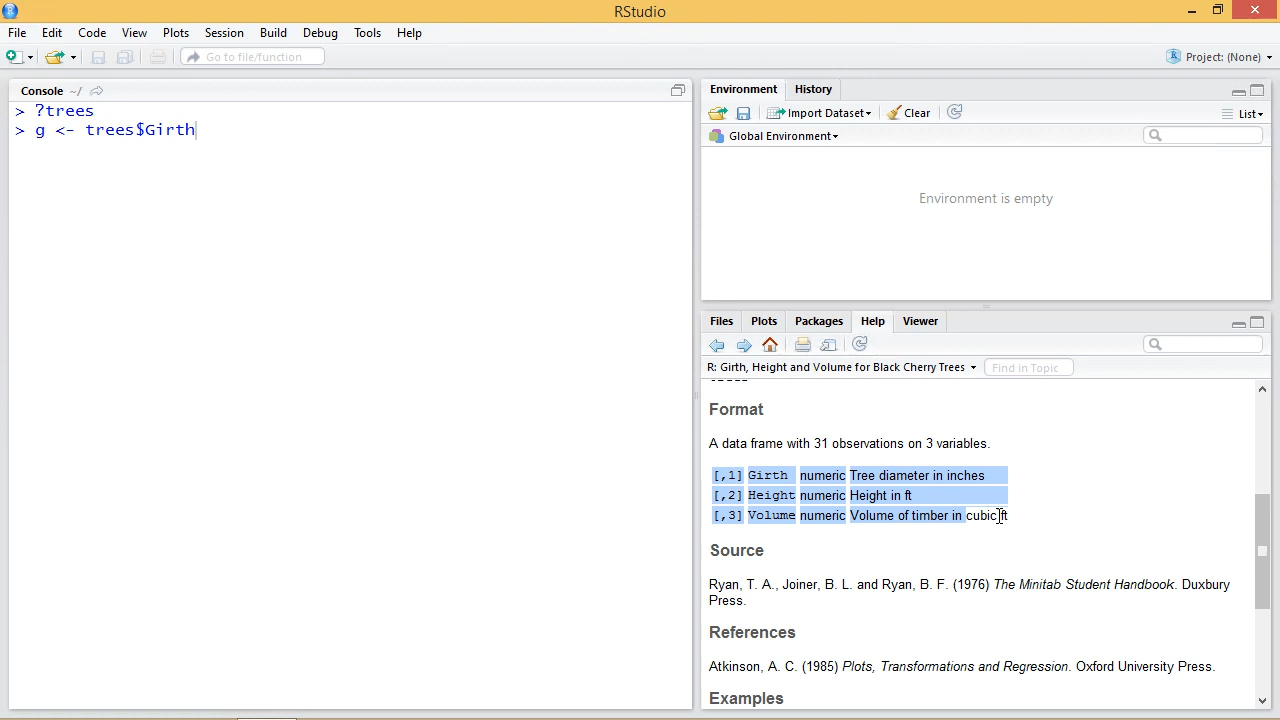 RStudio
File Edit Code View Plots Session Build Debug Tools Help
Go to file/function
Project: (None)
Console ~/
> ?trees
> g <- trees$Girth
Environment History
Import Dataset Clear List
Global Environment
Environment is empty
Files Plots Packages Help Viewer
R: Girth, Height and Volume for Black Cherry Trees Find in Topic
Format
A data frame with 31 observations on 3 variables.
[,1] Girth numeric Tree diameter in inches
[,2] Height numeric Height in ft
[,3] Volume numeric Volume of timber in cubic ft
Source
Ryan, T. A., Joiner, B. L. and Ryan, B. F. (1976) The Minitab Student Handbook. Duxbury
Press.
References
Atkinson, A. C. (1985) Plots, Transformations and Regression. Oxford University Press.
Examples